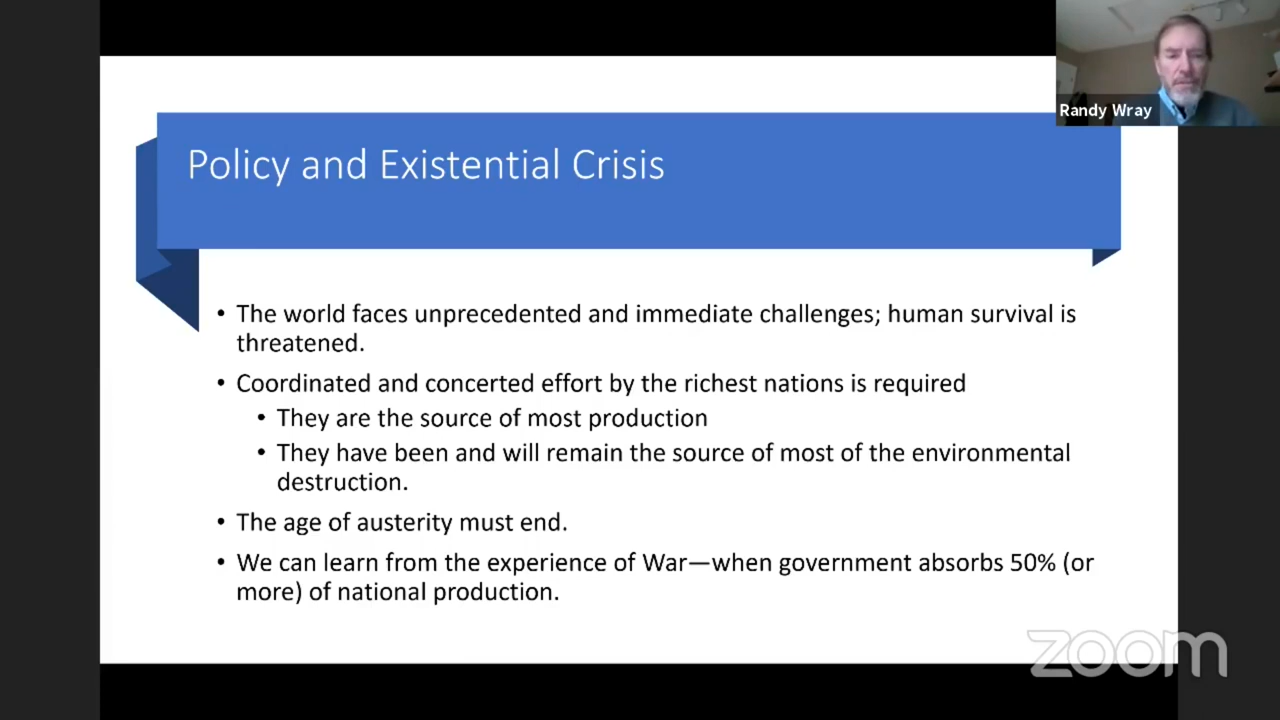 Randy Wray
Policy and Existential Crisis
• The world faces unprecedented and immediate challenges; human survival is
threatened.
• Coordinated and concerted effort by the richest nations is required
• They are the source of most production
• They have been and will remain the source of most of the environmental
destruction.
• The age of austerity must end.
• We can learn from the experience of War—when government absorbs 50% (or
more) of national production.
zoom